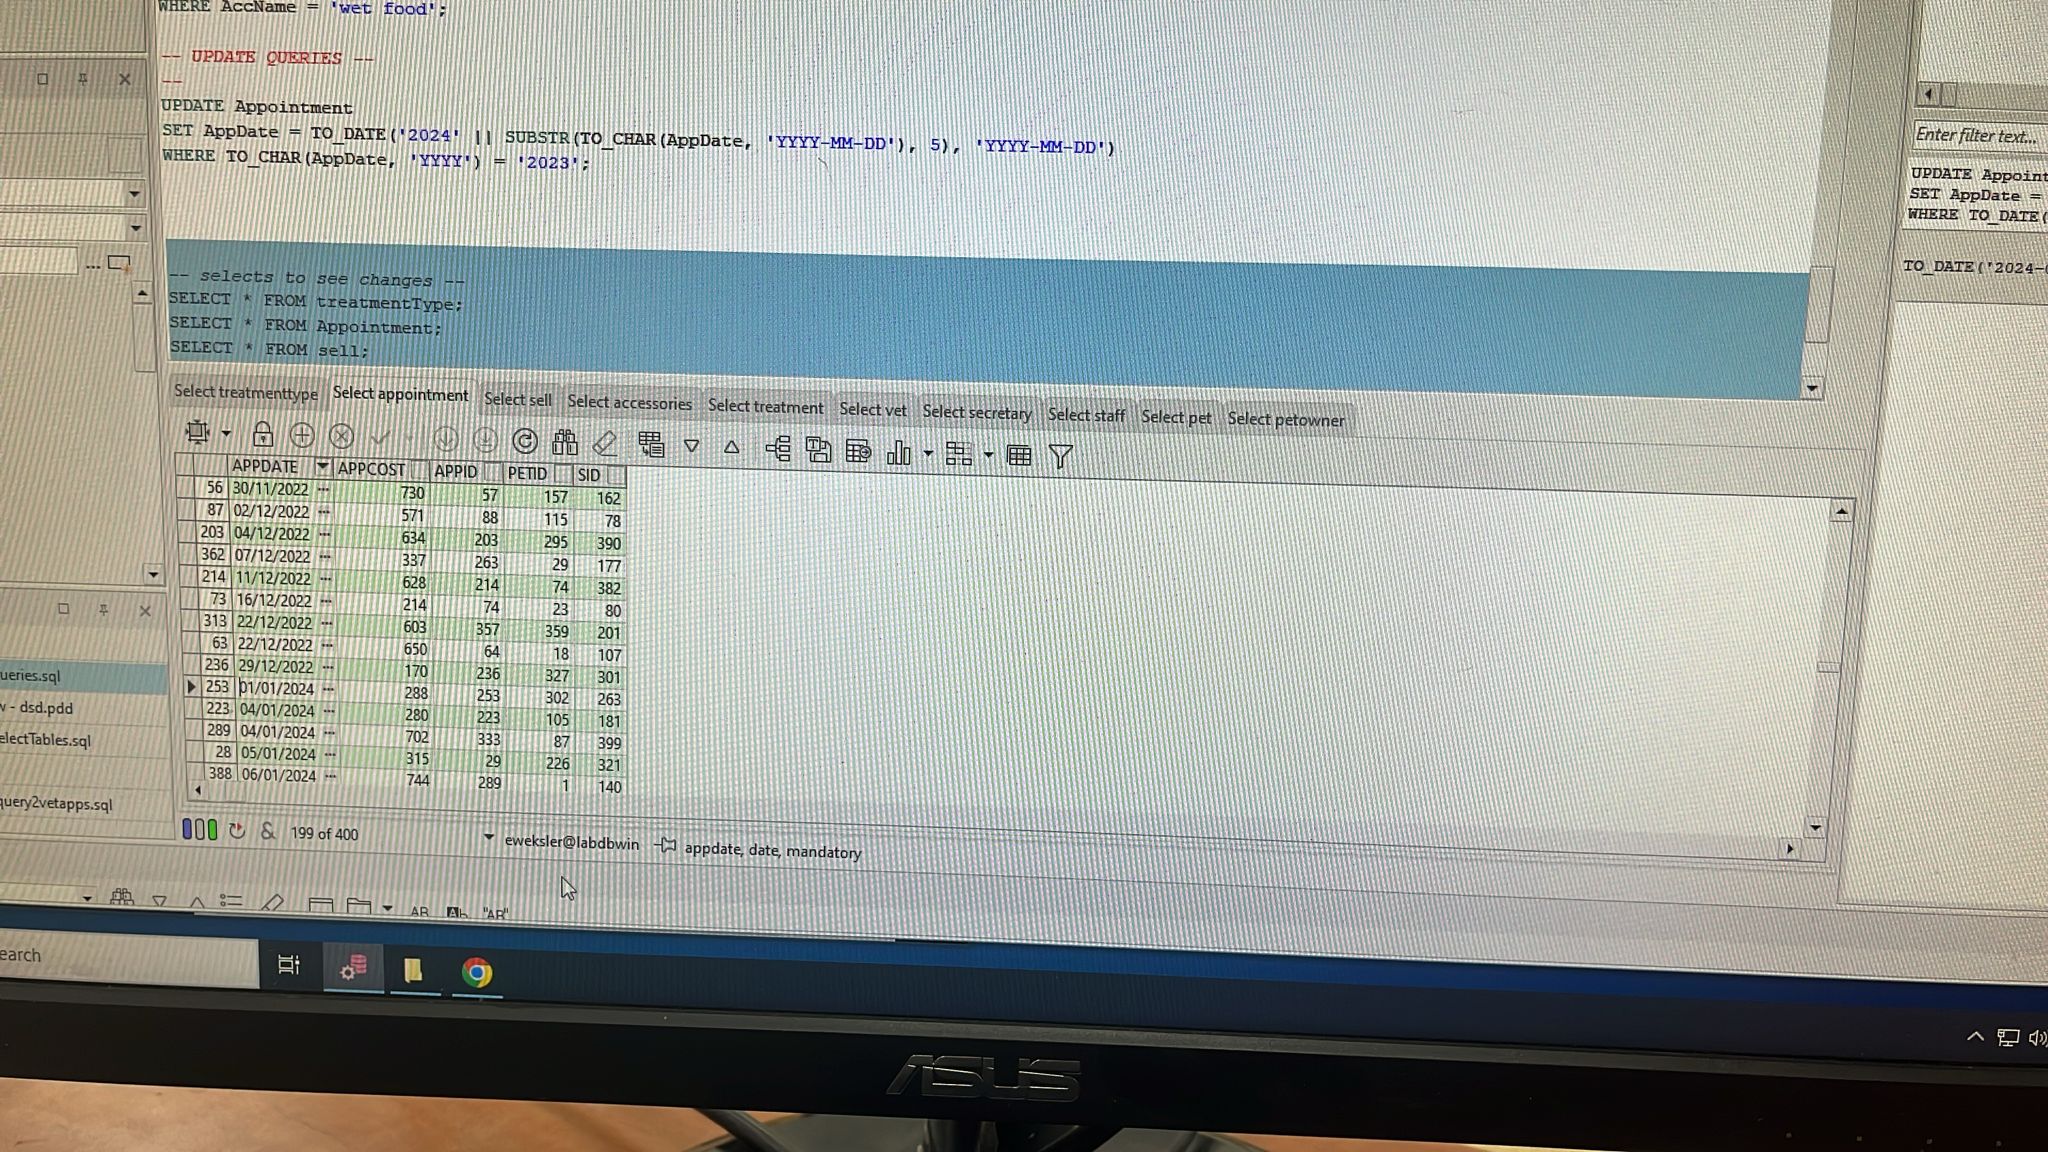 WHERE AccName = 'wet food';
-- UPDATE QUERIES --
--
UPDATE Appointment
SET AppDate = TO_DATE('2024' || SUBSTR(TO_CHAR(AppDate, 'YYYY-MM-DD'), 5), 'YYYY-MM-DD')
WHERE TO_CHAR(AppDate, 'YYYY') = '2023';
-- selects to see changes --
SELECT * FROM treatmentType;
SELECT * FROM Appointment;
SELECT * FROM sell;
Select treatmenttype Select appointment Select sell Select accessories Select treatment Select vet Select secretary Select staff Select pet Select petowner
APPDATE APPCOST APPID PETID SID
56 30/11/2022 ... 730 57 157 162
87 02/12/2022 ... 571 88 115 78
203 04/12/2022 ... 634 203 295 390
362 07/12/2022 ... 337 263 29 177
214 11/12/2022 ... 628 214 74 382
73 16/12/2022 ... 214 74 23 80
313 22/12/2022 ... 603 357 359 201
63 22/12/2022 ... 650 64 18 107
236 29/12/2022 ... 170 236 327 301
253 01/01/2024 ... 288 253 302 263
223 04/01/2024 ... 280 223 105 181
289 04/01/2024 ... 702 333 87 399
28 05/01/2024 ... 315 29 226 321
388 06/01/2024 ... 744 289 1 140
& 199 of 400 eweksler@labdbwin appdate, date, mandatory
AB Ab "AB"
...
ueries.sql
w - dsd.pdd
electTables.sql
query2vetapps.sql
Enter filter text...
UPDATE Appoint
SET AppDate =
WHERE TO_DATE(
TO_DATE('2024-
earch
ASUS